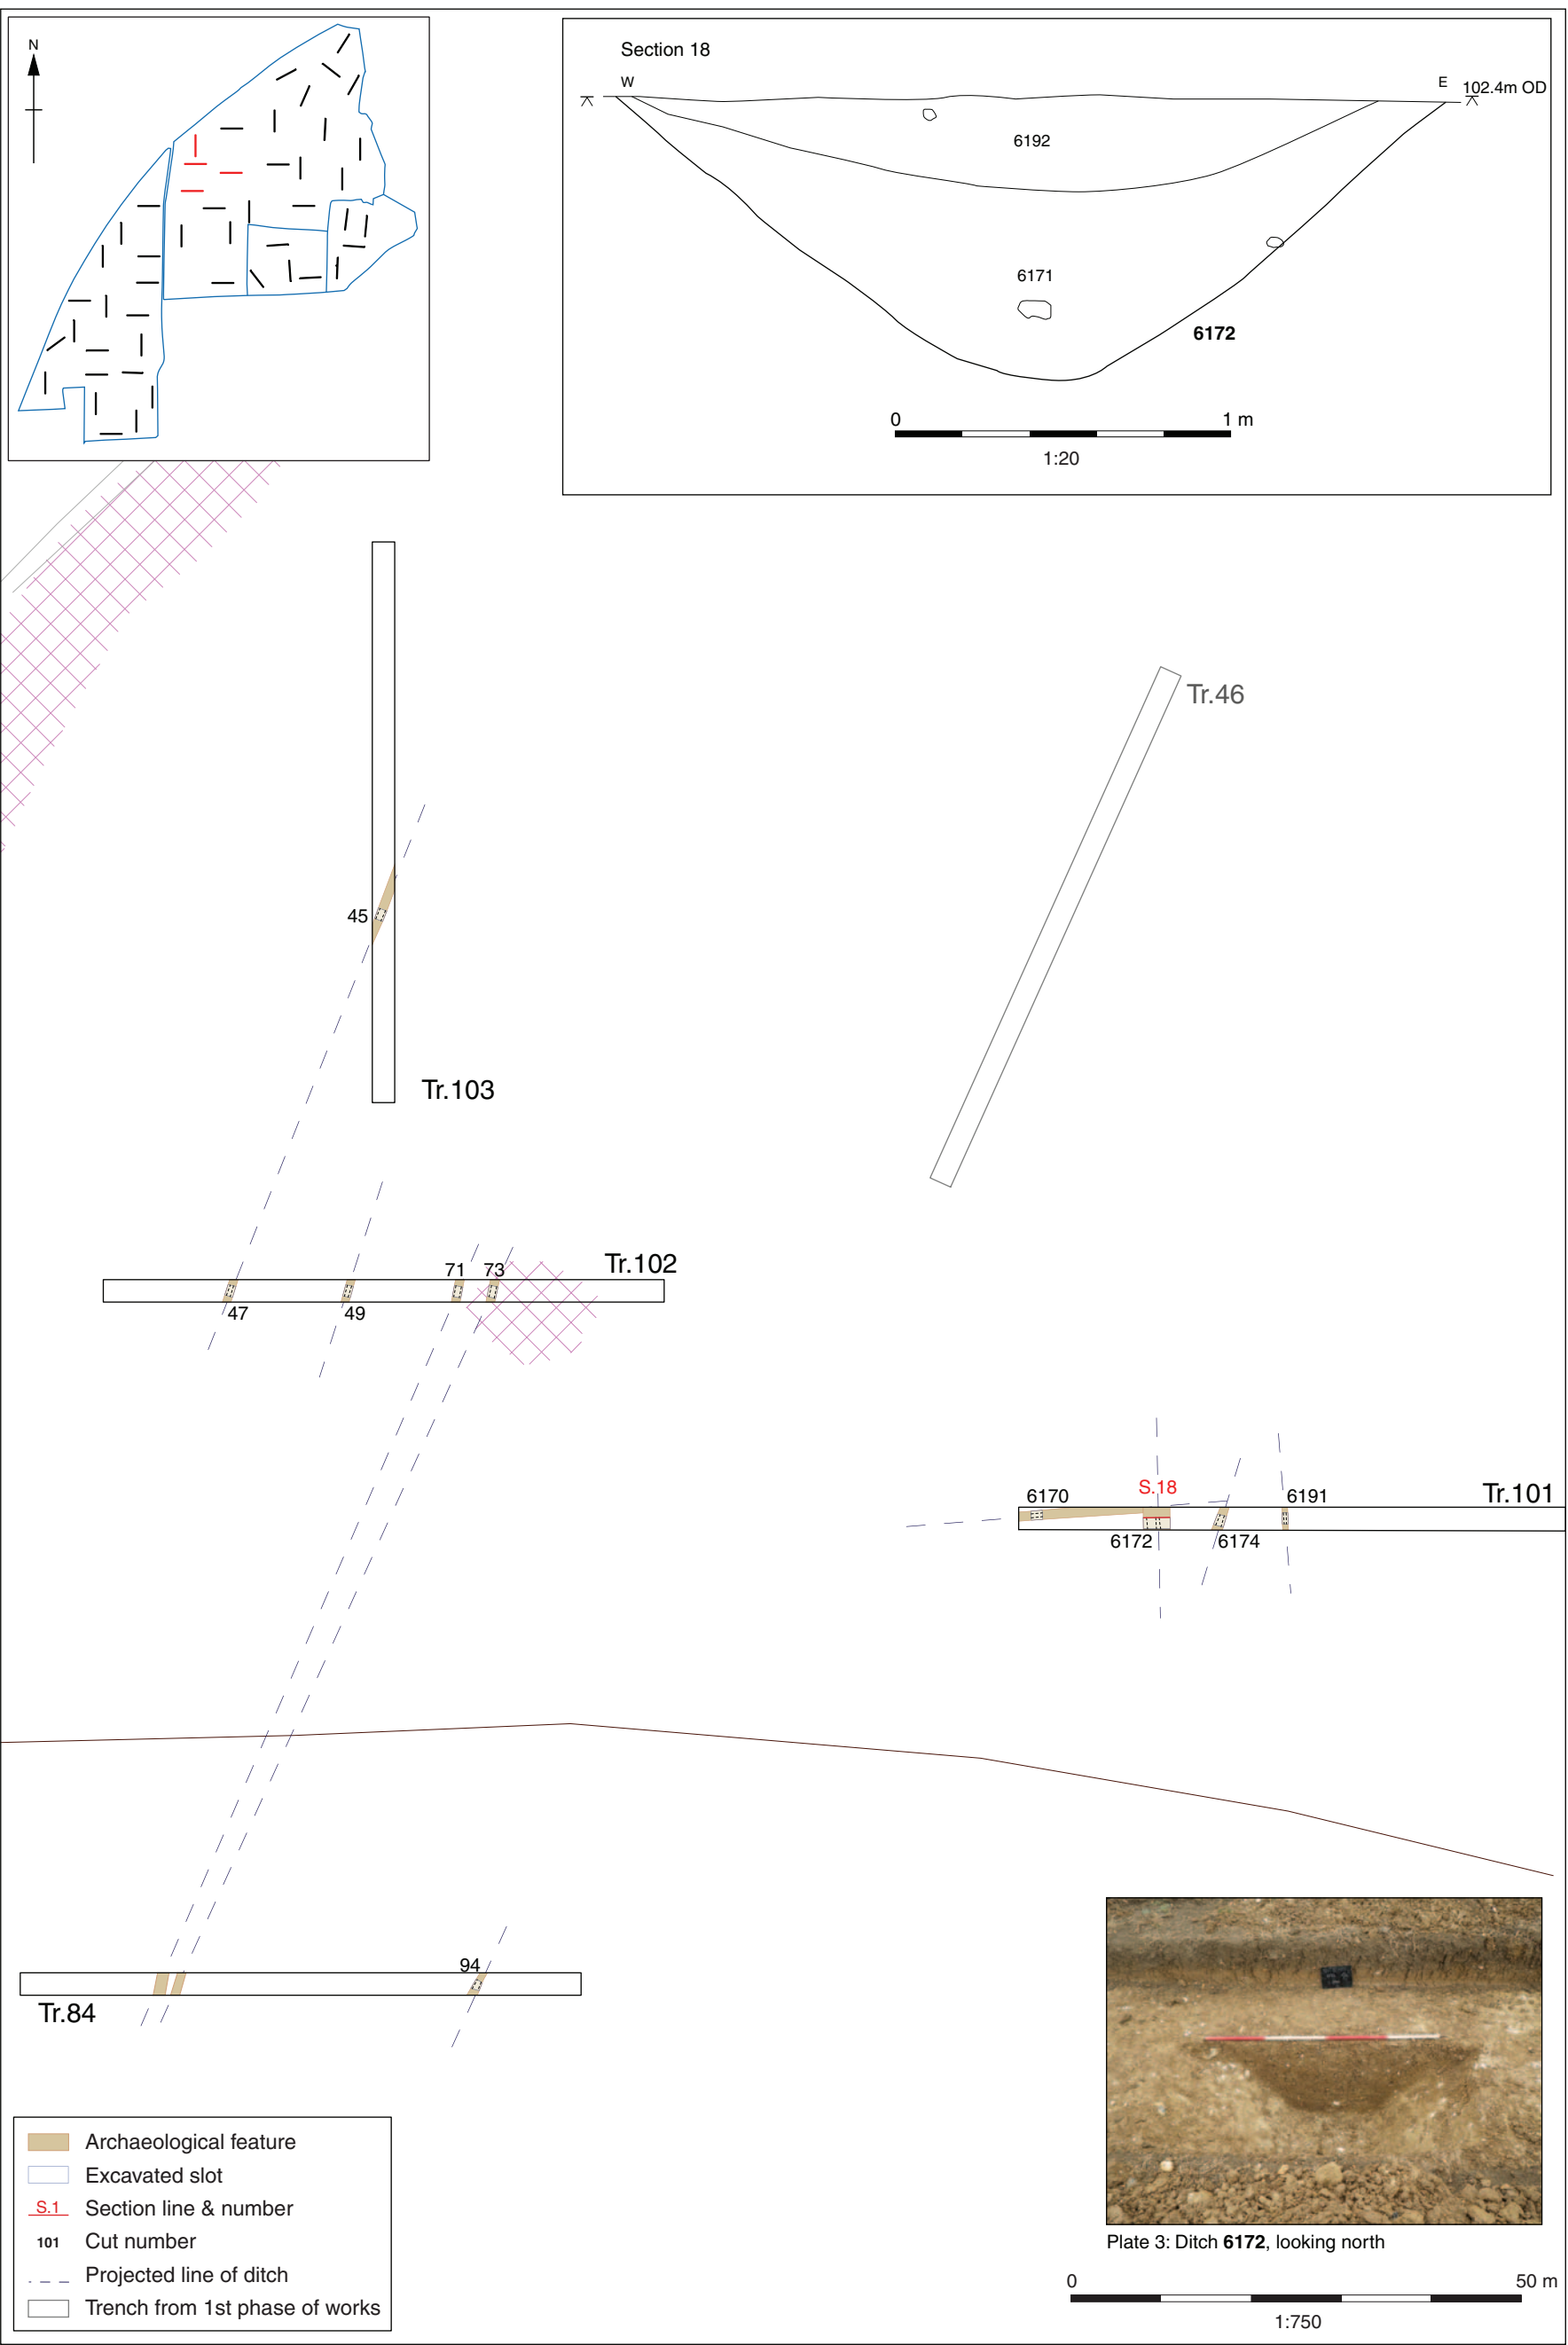 N
Section 18
W
E
102.4m OD
6192
6171
6172
0
1 m
1:20
Tr.46
45
Tr.103
Tr.102
71
73
47
49
S.18
Tr.101
6170
6191
6172
6174
94
Tr.84
Archaeological feature
Excavated slot
S.1 Section line & number
101 Cut number
Projected line of ditch
Trench from 1st phase of works
Plate 3: Ditch 6172, looking north
0
50 m
1:750